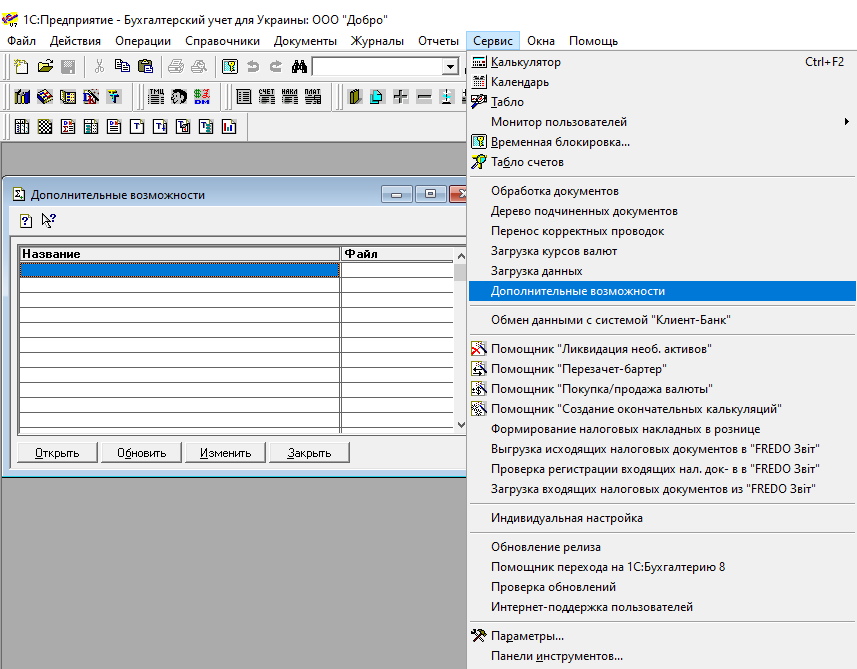 1С:Предприятие - Бухгалтерский учет для Украины: ООО "Добро"
Файл Действия Операции Справочники Документы Журналы Отчеты Сервис Окна Помощь
Калькулятор Ctrl+F2
Календарь
Табло
Монитор пользователей
Временная блокировка...
Табло счетов
Обработка документов
Дерево подчиненных документов
Перенос корректных проводок
Загрузка курсов валют
Загрузка данных
Дополнительные возможности
Обмен данными с системой "Клиент-Банк"
Помощник "Ликвидация необ. активов"
Помощник "Перезачет-бартер"
Помощник "Покупка/продажа валюты"
Помощник "Создание окончательных калькуляций"
Формирование налоговых накладных в рознице
Выгрузка исходящих налоговых документов в "FREDO Звіт"
Проверка регистрации входящих нал. док- в в "FREDO Звіт"
Загрузка входящих налоговых документов из "FREDO Звіт"
Индивидуальная настройка
Обновление релиза
Помощник перехода на 1С:Бухгалтерию 8
Проверка обновлений
Интернет-поддержка пользователей
Параметры...
Панели инструментов...
ТМЦ СЧЕТ НАКЛ ПЛАТ
Дополнительные возможности
Название Файл
Открыть Обновить Изменить Закрыть